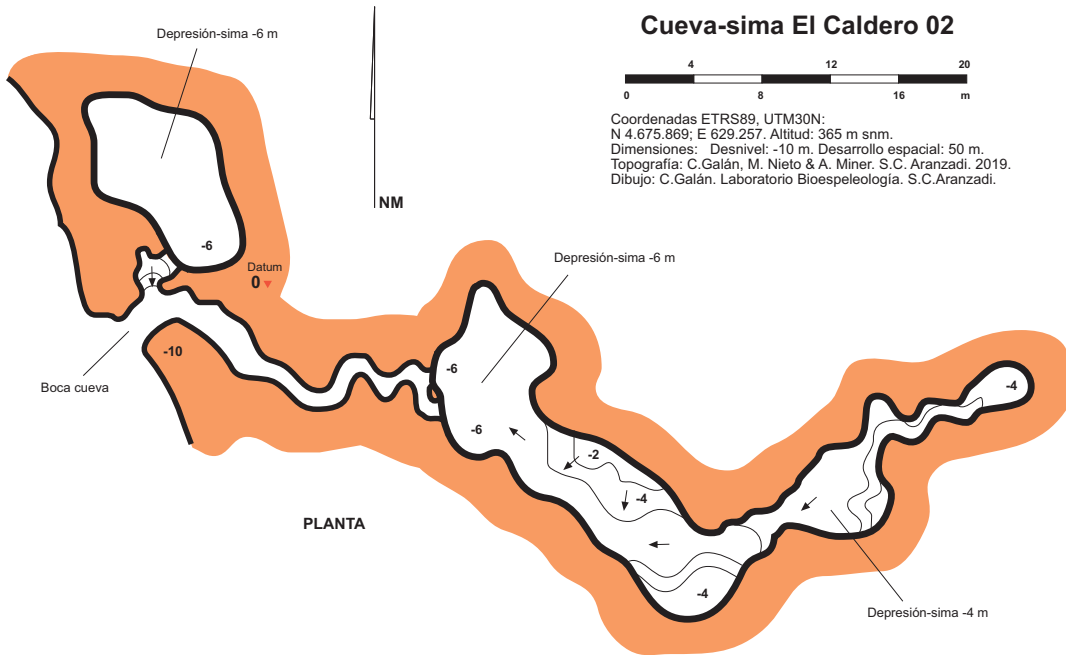 Cueva-sima El Caldero 02
4 12 20
0 8 16 m
Coordenadas ETRS89, UTM30N:
N 4.675.869; E 629.257. Altitud: 365 m snm.
Dimensiones: Desnivel: -10 m. Desarrollo espacial: 50 m.
Topografía: C.Galán, M. Nieto & A. Miner. S.C. Aranzadi. 2019.
Dibujo: C.Galán. Laboratorio Bioespeleología. S.C.Aranzadi.
Depresión-sima -6 m
NM
-6
Datum
0
Depresión-sima -6 m
-10
Boca cueva
-6
-6
-2
-4
-4
-4
PLANTA
Depresión-sima -4 m